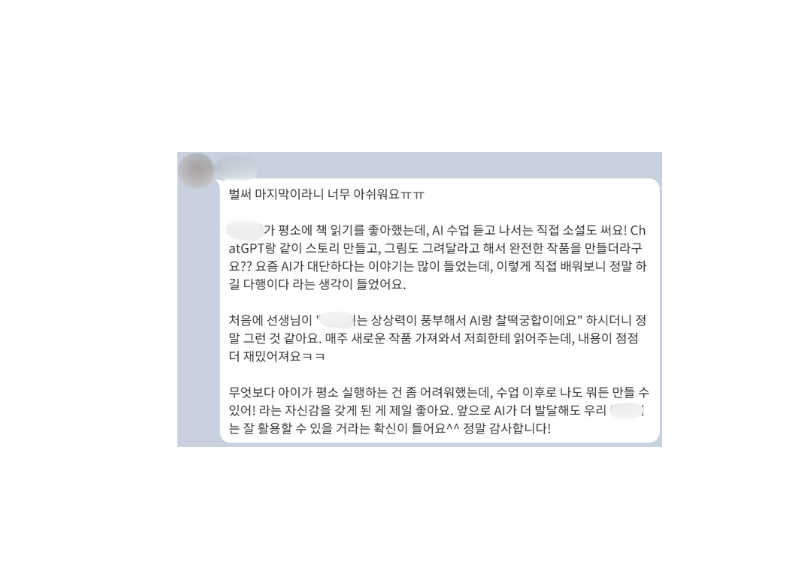 벌써 마지막이라니 너무 아쉬워요ㅠㅠ
가 평소에 책 읽기를 좋아했는데, AI 수업 듣고 나서는 직접 소설도 써요! Ch
atGPT랑 같이 스토리 만들고, 그림도 그려달라고 해서 완전한 작품을 만들더라구
요?? 요즘 AI가 대단하다는 이야기는 많이 들었는데, 이렇게 직접 배워보니 정말 하
길 다행이다 라는 생각이 들었어요.
처음에 선생님이 "는 상상력이 풍부해서 AI랑 찰떡궁합이에요" 하시더니 정
말 그런 것 같아요. 매주 새로운 작품 가져와서 저희한테 읽어주는데, 내용이 점점
더 재밌어져요ㅋㅋ
무엇보다 아이가 평소 실행하는 건 좀 어려워했는데, 수업 이후로 나도 뭐든 만들 수
있어! 라는 자신감을 갖게 된 게 제일 좋아요. 앞으로 AI가 더 발달해도 우리
는 잘 활용할 수 있을 거라는 확신이 들어요^^ 정말 감사합니다!